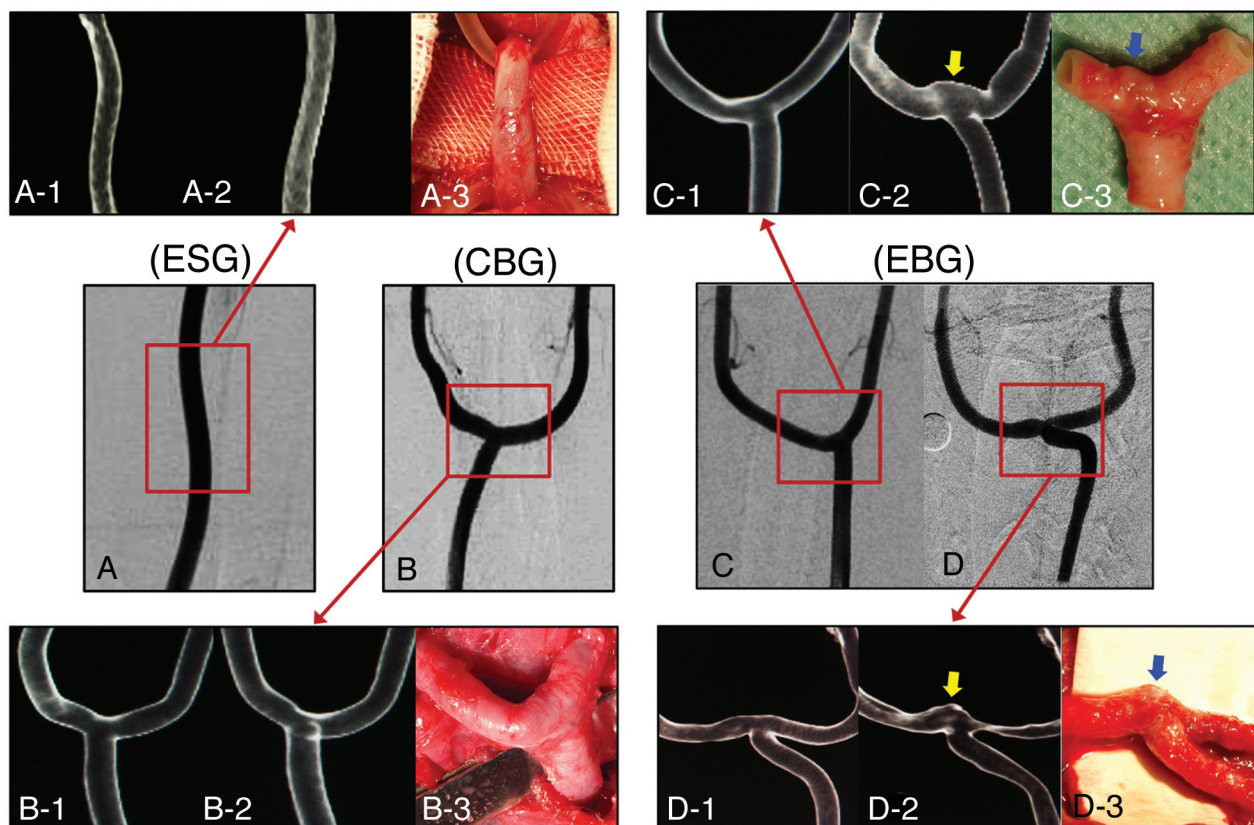 A-1 A-2 A-3
C-1 C-2 C-3
(ESG) (CBG) (EBG)
A B C D
B-1 B-2 B-3
D-1 D-2 D-3